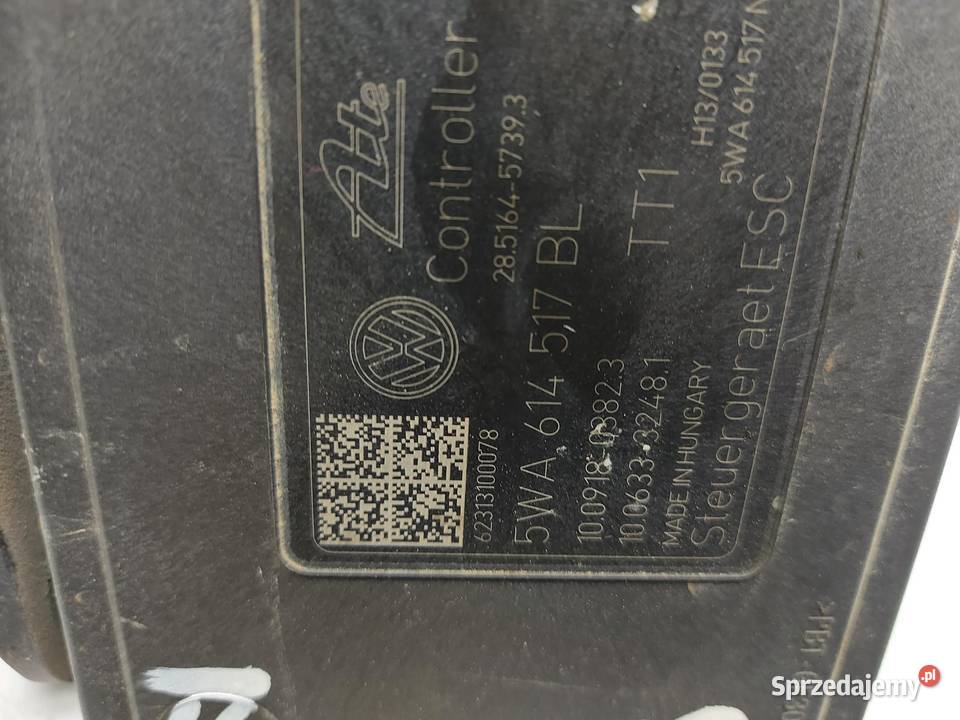 Ate
Controller
28.5164-5739.3
62313100078
5WA 614 517 BL
10.0918-0382.3
10.0633-3248.1
TT1
MADE IN HUNGARY
H13/0133
Steuergeraet ESC
5WA 614 517 N
Sprzedajemy.pl